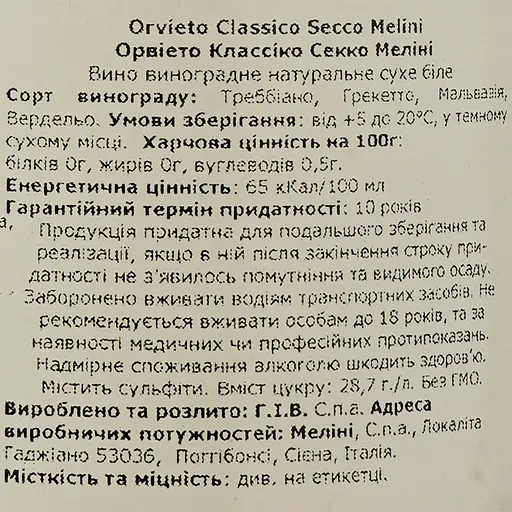 Orvieto Classico Secco Melini
Орвієто Классіко Секко Меліні
Вино виноградне натуральне сухе біле
Сорт винограду: Треббіано, Грекетто, Мальвазія,
Вердельо. Умови зберігання: від +5 до 20°C, у темному
сухому місці. Харчова цінність на 100г:
білків 0г, жирів 0г, вуглеводів 0,5г.
Енергетична цінність: 65 кКал/100 мл
Гарантійний термін придатності: 10 років
Продукція придатна для подальшого зберігання та
реалізації, якщо в ній після закінчення строку при-
датності не з'явилось помутніння та видимого осаду.
Заборонено вживати водіям транспортних засобів. Не
рекомендується вживати особам до 18 років, та за
наявності медичних чи професійних протипоказань.
Надмірне споживання алкоголю шкодить здоров'ю.
Містить сульфіти. Вміст цукру: 28,7 г./л. Без ГМО.
Вироблено та розлито: Г.І.В. С.п.а. Адреса
виробничих потужностей: Меліні, С.п.а., Локаліта
Гаджіано 53036, Поггібонсі, Сієна, Італія.
Місткість та міцність: див. на етикетці.